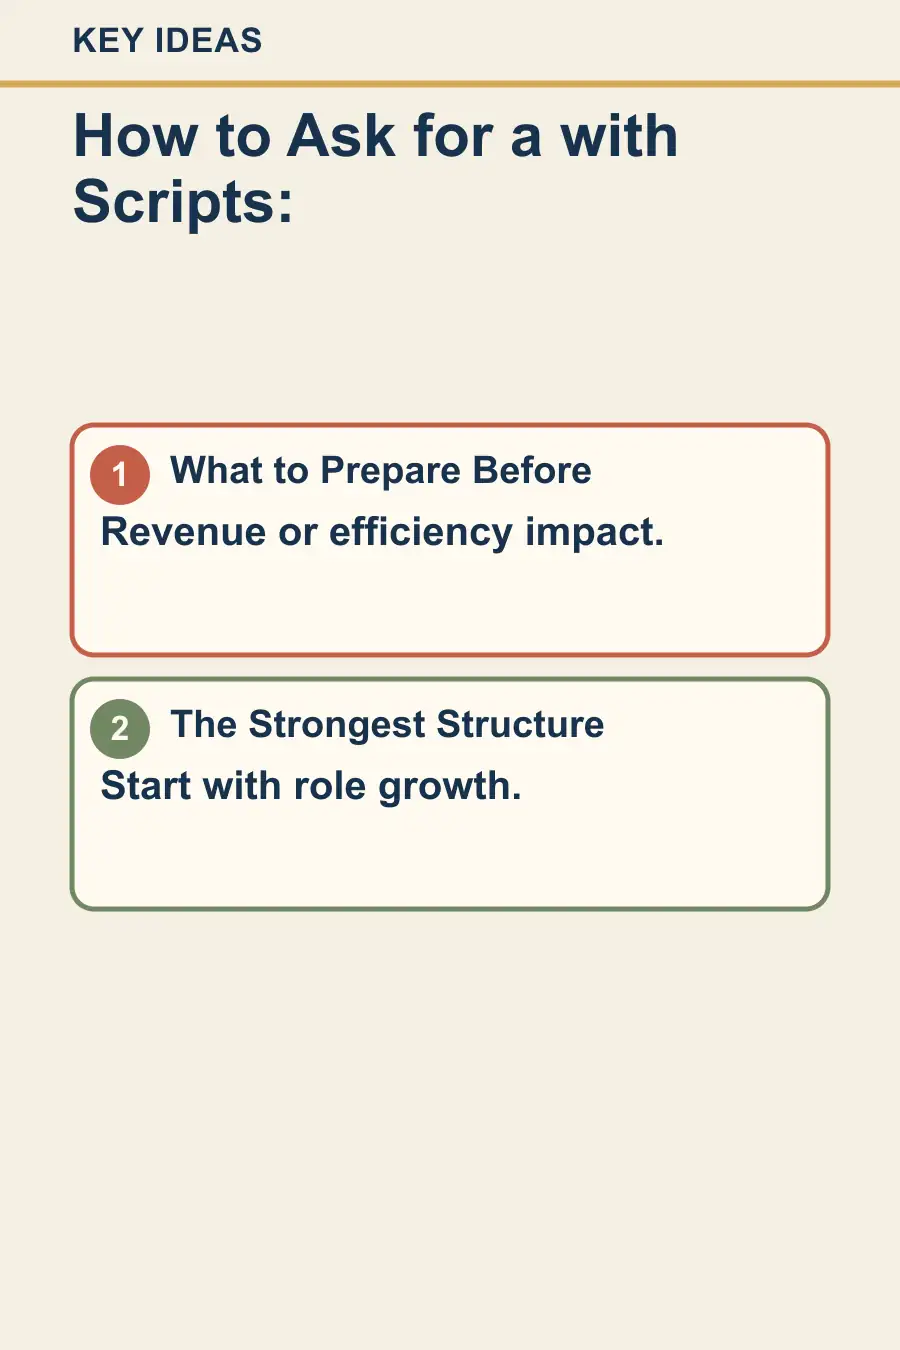 KEY IDEAS
How to Ask for a with
Scripts:
1 What to Prepare Before
Revenue or efficiency impact.
2 The Strongest Structure
Start with role growth.